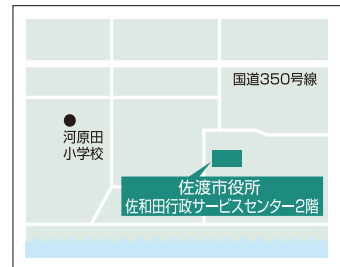 国道350号線
河原田
小学校
佐渡市役所
佐和田行政サービスセンター2階